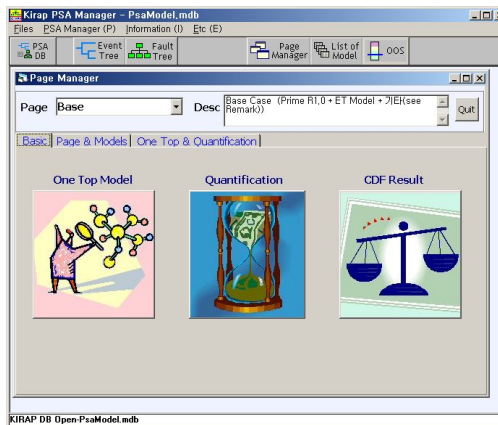 Kirap PSA Manager - PsaModel.mdb
Files PSA Manager (P) Information (I) Etc (E)
PSA DB
Event Tree
Fault Tree
Page Manager
List of Model
OOS
Page Manager
Page Base Desc Base Case (Prime R1,0 + ET Model + 기타(see
Remark))
Quit
Basic Page & Models One Top & Quantification
One Top Model Quantification CDF Result
KIRAP DB Open-PsaModel.mdb